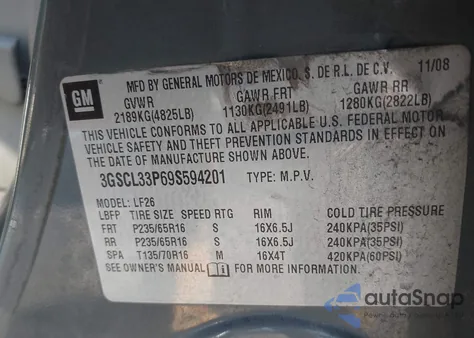 GM
MFD BY GENERAL MOTORS DE MEXICO, S. DE R.L. DE C.V. 11/08
GVWR GAWR FRT GAWR RR
2189KG(4825LB) 1130KG(2491LB) 1280KG(2822LB)
THIS VEHICLE CONFORMS TO ALL APPLICABLE U.S. FEDERAL MOTOR
VEHICLE SAFETY AND THEFT PREVENTION STANDARDS IN EFFECT ON THE
DATE OF MANUFACTURE SHOWN ABOVE.
3GSCL33P69S594201 TYPE: M.P.V.
MODEL: LF26
LBFP TIRE SIZE SPEED RTG RIM COLD TIRE PRESSURE
FRT P235/65R16 S 16X6.5J 240KPA(35PSI)
RR P235/65R16 S 16X6.5J 240KPA(35PSI)
SPA T135/70R16 M 16X4T 420KPA(60PSI)
SEE OWNER'S MANUAL FOR MORE INFORMATION.
autoSnap